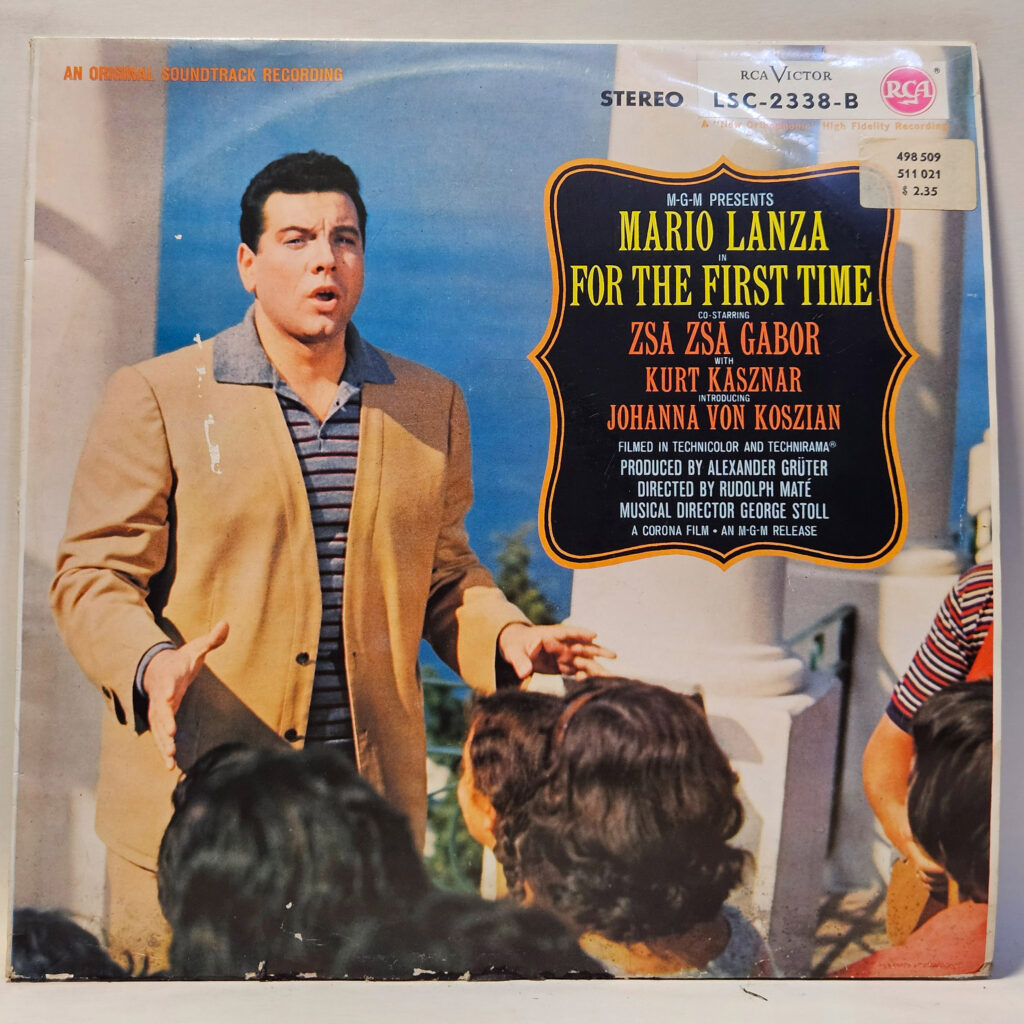 AN ORIGINAL SOUNDTRACK RECORDING
RCA VICTOR
STEREO LSC-2338-B
RCA®
A "New Orthophonic" High Fidelity Recording
498 509
511 021
$ 2.35
M-G-M PRESENTS
MARIO LANZA
IN
FOR THE FIRST TIME
CO-STARRING
ZSA ZSA GABOR
WITH
KURT KASZNAR
INTRODUCING
JOHANNA VON KOSZIAN
FILMED IN TECHNICOLOR AND TECHNIRAMA®
PRODUCED BY ALEXANDER GRÜTER
DIRECTED BY RUDOLPH MATÉ
MUSICAL DIRECTOR GEORGE STOLL
A CORONA FILM • AN M-G-M RELEASE